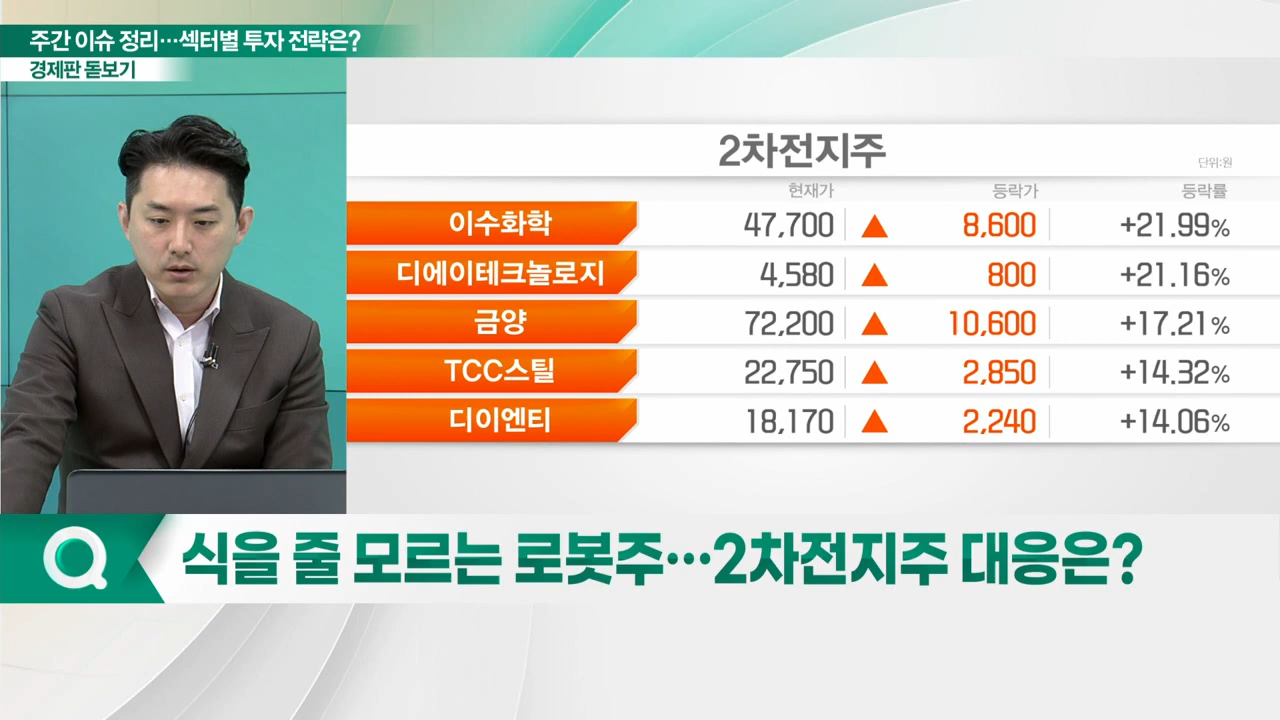 주간 이슈 정리…섹터별 투자 전략은?
경제판 돋보기
2차전지주
단위:원
현재가 등락가 등락률
이수화학 47,700 ▲ 8,600 +21.99%
디에이테크놀로지 4,580 ▲ 800 +21.16%
금양 72,200 ▲ 10,600 +17.21%
TCC스틸 22,750 ▲ 2,850 +14.32%
디이엔티 18,170 ▲ 2,240 +14.06%
식을 줄 모르는 로봇주…2차전지주 대응은?